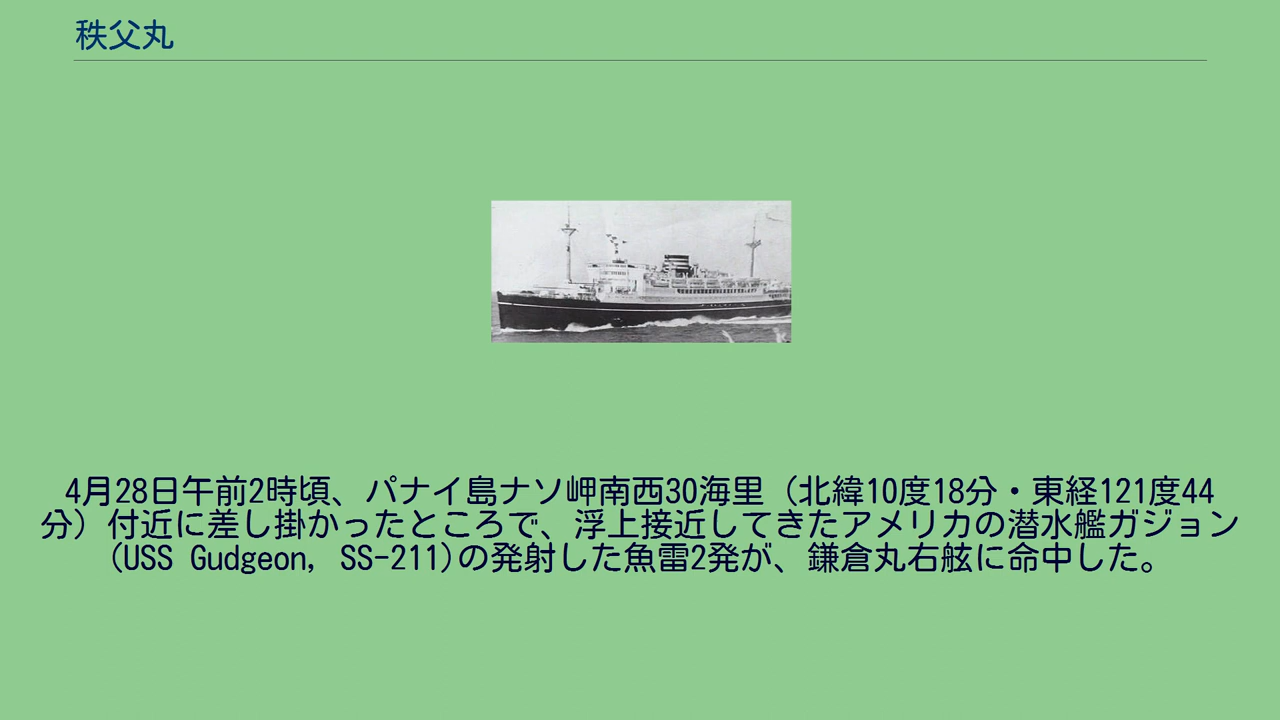 秩父丸
4月28日午前2時頃、パナイ島ナソ岬南西30海里（北緯10度18分・東経121度44
分）付近に差し掛かったところで、浮上接近してきたアメリカの潜水艦ガジョン
(USS Gudgeon, SS-211)の発射した魚雷2発が、鎌倉丸右舷に命中した。